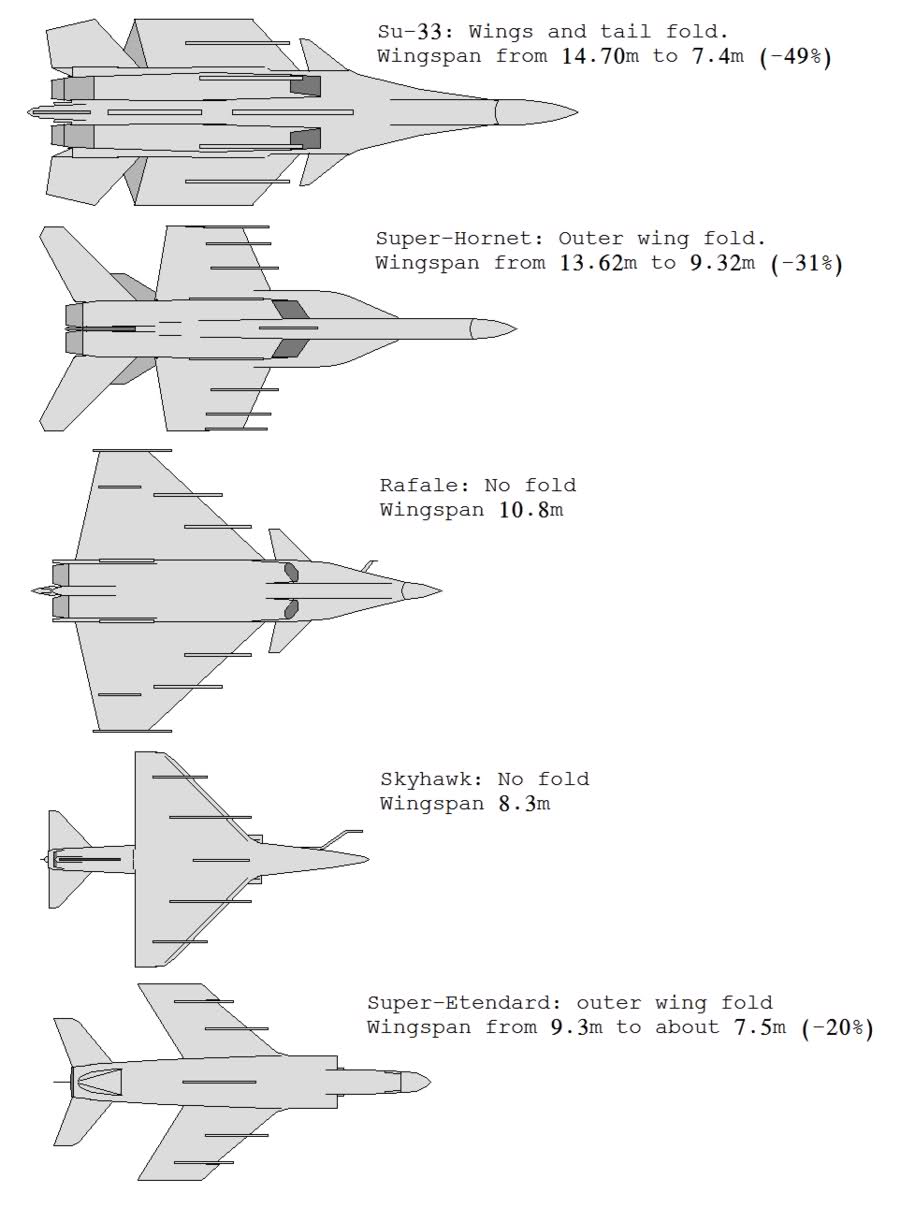 Su-33: Wings and tail fold.
Wingspan from 14.70m to 7.4m (-49%)
Super-Hornet: Outer wing fold.
Wingspan from 13.62m to 9.32m (-31%)
Rafale: No fold
Wingspan 10.8m
Skyhawk: No fold
Wingspan 8.3m
Super-Etendard: outer wing fold
Wingspan from 9.3m to about 7.5m (-20%)